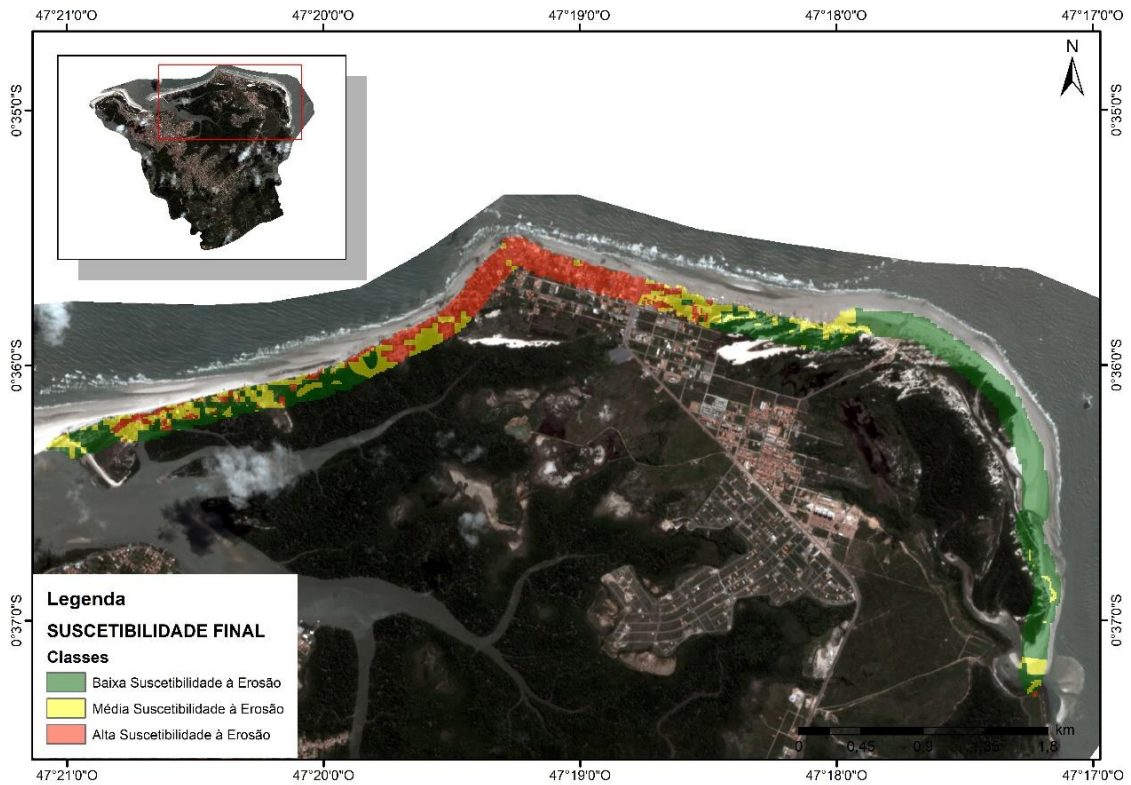 47°21'0"O 47°20'0"O 47°19'0"O 47°18'0"O 47°17'0"O
N
0°35'0"S 0°35'0"S
0°36'0"S 0°36'0"S
0°37'0"S 0°37'0"S
Legenda
SUSCETIBILIDADE FINAL
Classes
Baixa Suscetibilidade à Erosão
Média Suscetibilidade à Erosão
Alta Suscetibilidade à Erosão
km
0 0,45 0,9 1,35 1,8
47°21'0"O 47°20'0"O 47°19'0"O 47°18'0"O 47°17'0"O